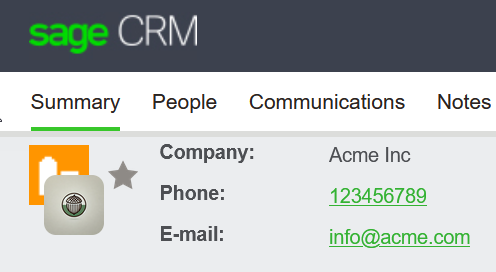 sage CRM
Summary People Communications Notes
Company: Acme Inc
Phone: 123456789
E-mail: info@acme.com